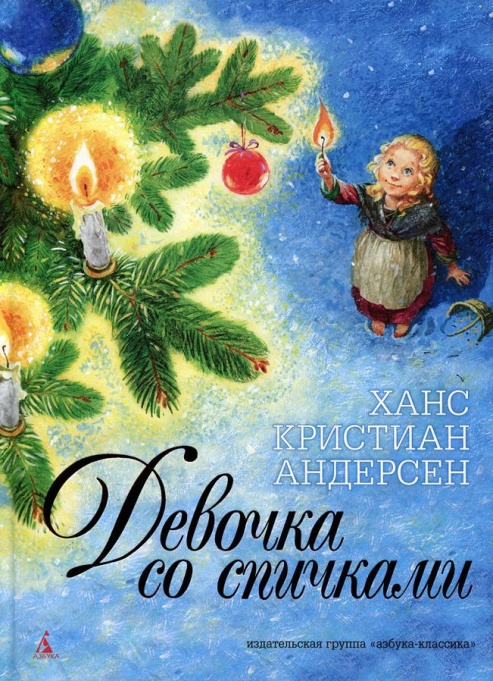 ХАНС
КРИСТИАН
АНДЕРСЕН
Девочка
со спичками
издательская группа «азбука-классика»
АЗБУКА